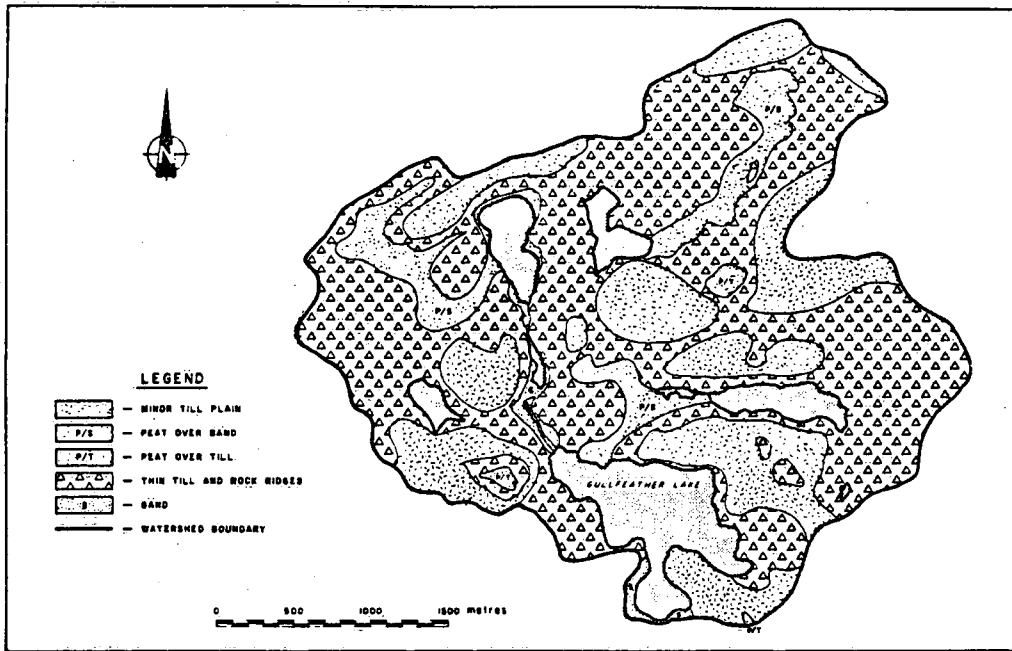 N
P/S
P/T
P/S
P/S
GULLFEATHER LAKE
P/T
S
P/T
LEGEND
— MINOR TILL PLAIN
P/S — PEAT OVER SAND
P/T — PEAT OVER TILL
— THIN TILL AND ROCK RIDGES
S — SAND
— WATERSHED BOUNDARY
0 500 1000 1500 metres